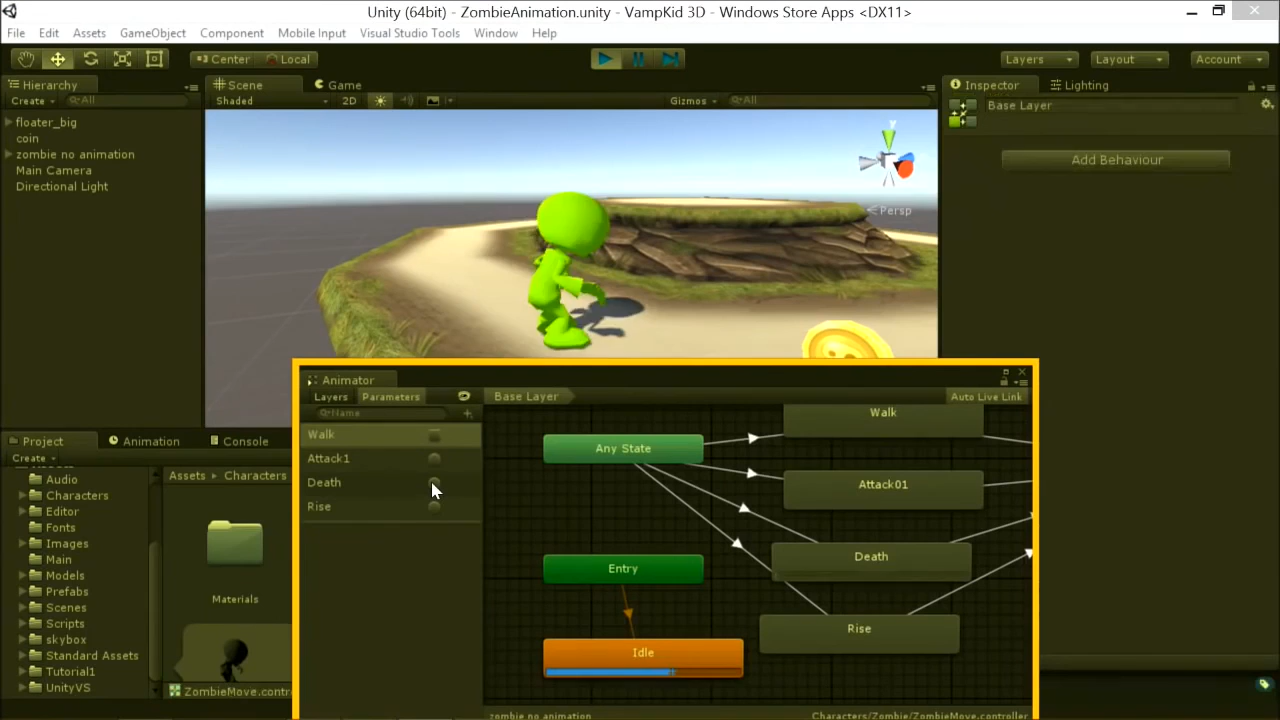 Unity (64bit) - ZombieAnimation.unity - VampKid 3D - Windows Store Apps <DX11>
File Edit Assets GameObject Component Mobile Input Visual Studio Tools Window Help
Center Local Layers Layout Account
Hierarchy
Create All
floater_big
coin
zombie no animation
Main Camera
Directional Light
Scene Game
Shaded 2D Gizmos All
y
Persp
Inspector Lighting
Base Layer
Add Behaviour
Project Animation Console
Create
Audio
Characters
Editor
Fonts
Images
Main
Models
Prefabs
Scenes
Scripts
skybox
Standard Assets
Tutorial1
UnityVS
Assets Characters
Materials
ZombieMove.contro
Animator
Layers Parameters
Name
Walk
Attack1
Death
Rise
Base Layer Auto Live Link
Walk
Any State
Attack01
Death
Entry
Rise
Idle
zombie no animation Characters/Zombie/ZombieMove.controller